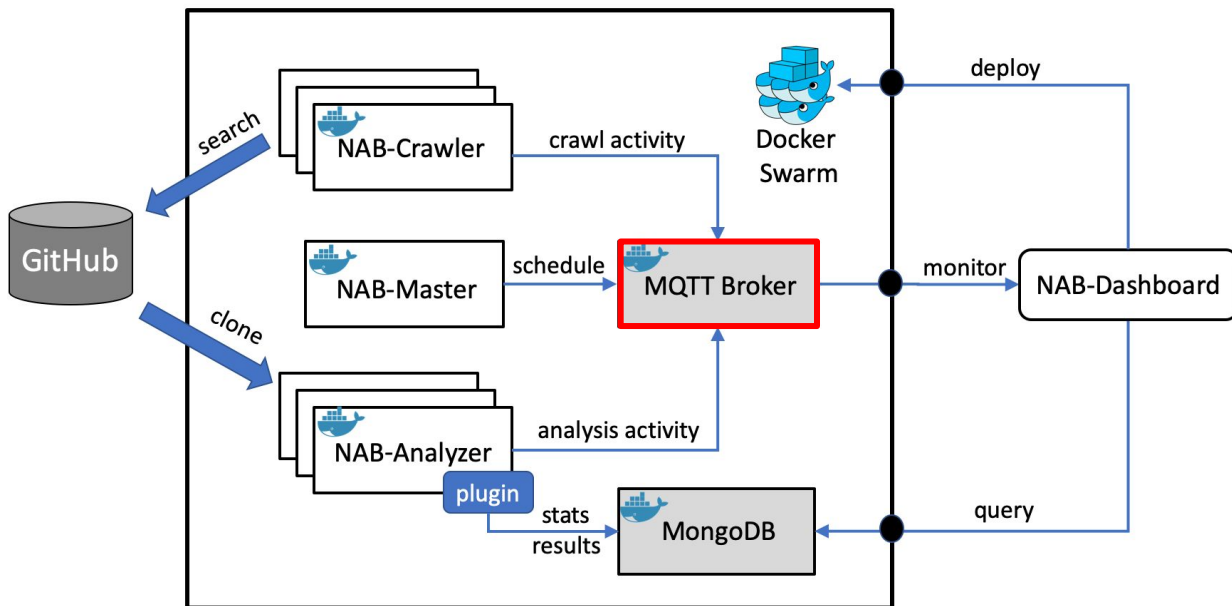 deploy
search
NAB-Crawler
crawl activity
Docker
Swarm
GitHub
NAB-Master
schedule
MQTT Broker
monitor
NAB-Dashboard
clone
NAB-Analyzer
analysis activity
plugin
stats
results
MongoDB
query